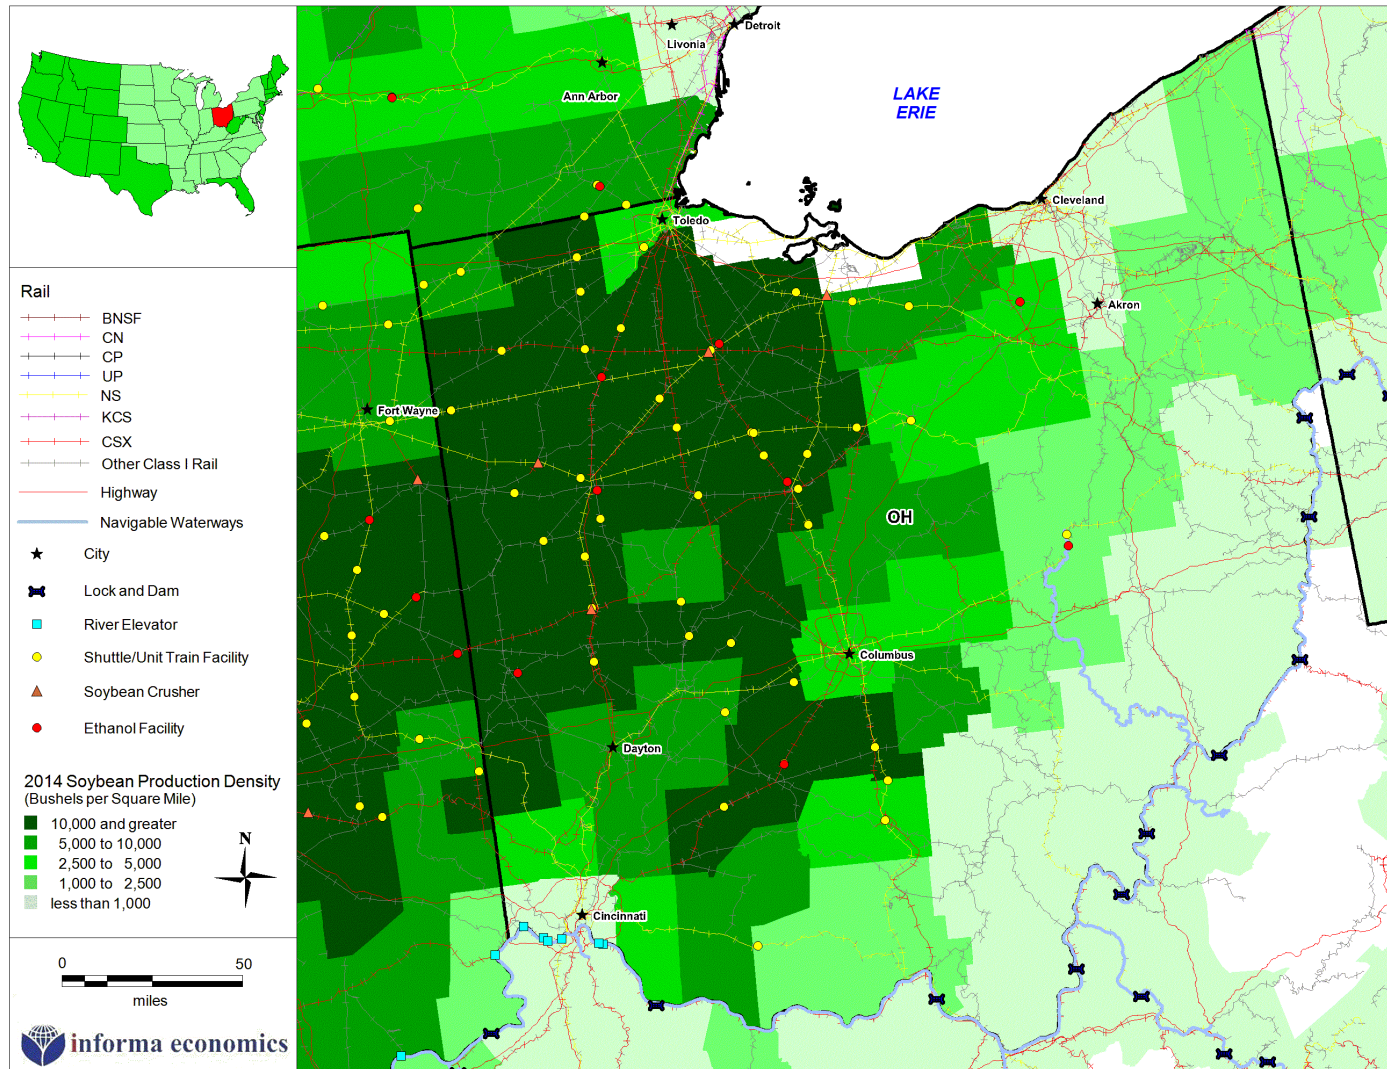 Rail
BNSF
CN
CP
UP
NS
KCS
CSX
Other Class I Rail
Highway
Navigable Waterways
City
Lock and Dam
River Elevator
Shuttle/Unit Train Facility
Soybean Crusher
Ethanol Facility
2014 Soybean Production Density
(Bushels per Square Mile)
10,000 and greater
5,000 to 10,000
2,500 to 5,000
1,000 to 2,500
less than 1,000
N
0 50
miles
informa economics
Detroit
Livonia
Ann Arbor
LAKE
ERIE
Toledo
Cleveland
Akron
Fort Wayne
OH
Columbus
Dayton
Cincinnati